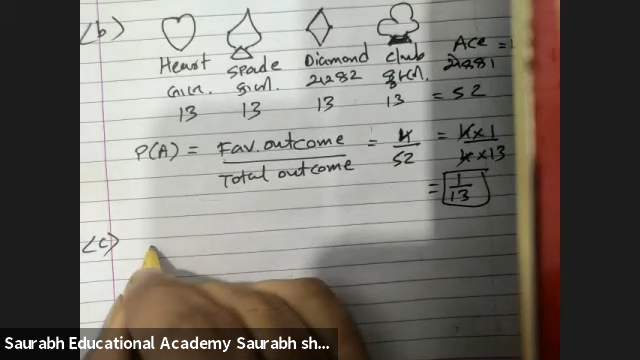 (b)
Heart Spade Diamond Club Ace =
13 13 13 13 = 52
P(A) = Fav. outcome / Total outcome = 4/52 = 4×1 / 4×13
= 1/13
(c)
Saurabh Educational Academy Saurabh sh...